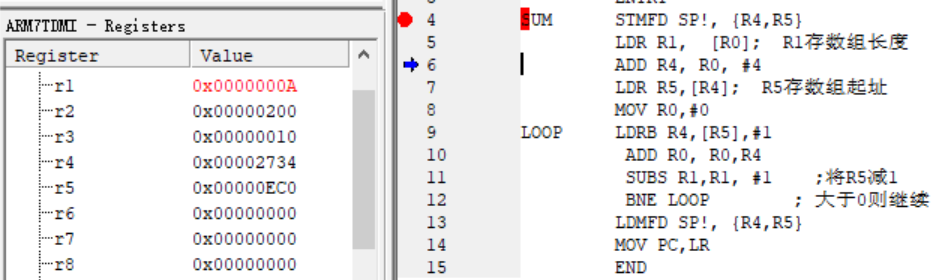 ARM7TDMI - Registers
Register Value
r1 0x0000000A
r2 0x00000200
r3 0x00000010
r4 0x00002734
r5 0x00000EC0
r6 0x00000000
r7 0x00000000
r8 0x00000000
4 SUM STMFD SP!, {R4,R5}
5 LDR R1, [R0]; R1存数组长度
6 ADD R4, R0, #4
7 LDR R5,[R4]; R5存数组起址
8 MOV R0,#0
9 LOOP LDRB R4,[R5],#1
10 ADD R0, R0,R4
11 SUBS R1,R1, #1 ;将R5减1
12 BNE LOOP ; 大于0则继续
13 LDMFD SP!, {R4,R5}
14 MOV PC,LR
15 END